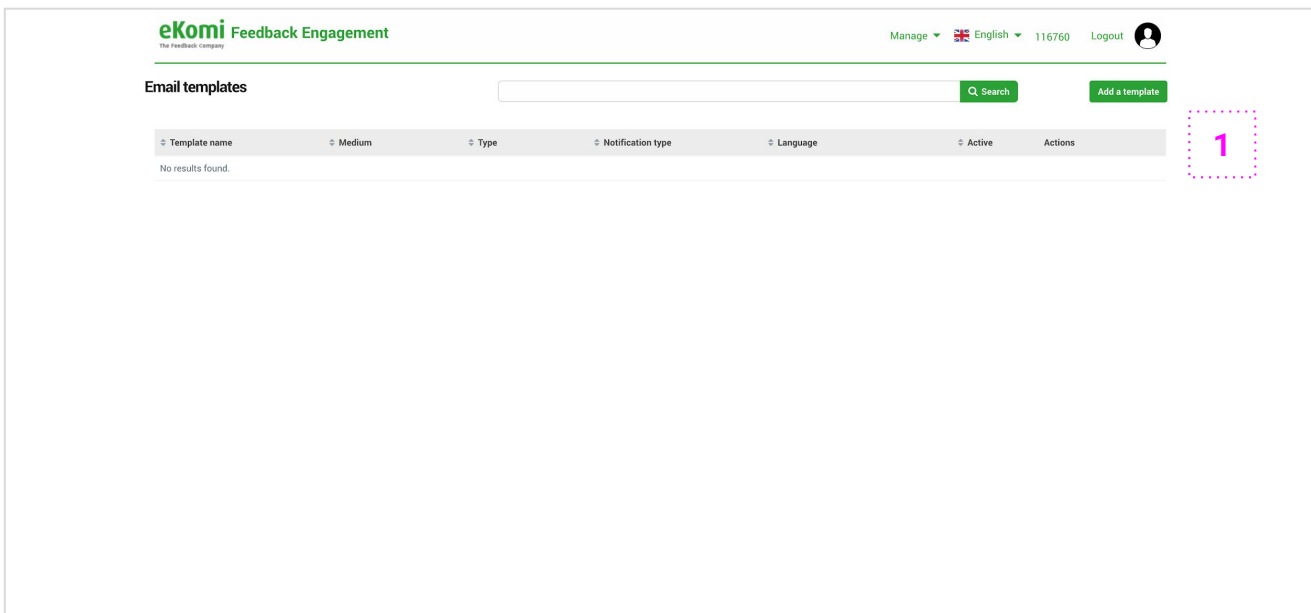 eKomi Feedback Engagement
The Feedback Company
Manage English 116760 Logout
Email templates
Search
Add a template
Template name Medium Type Notification type Language Active Actions
1
No results found.